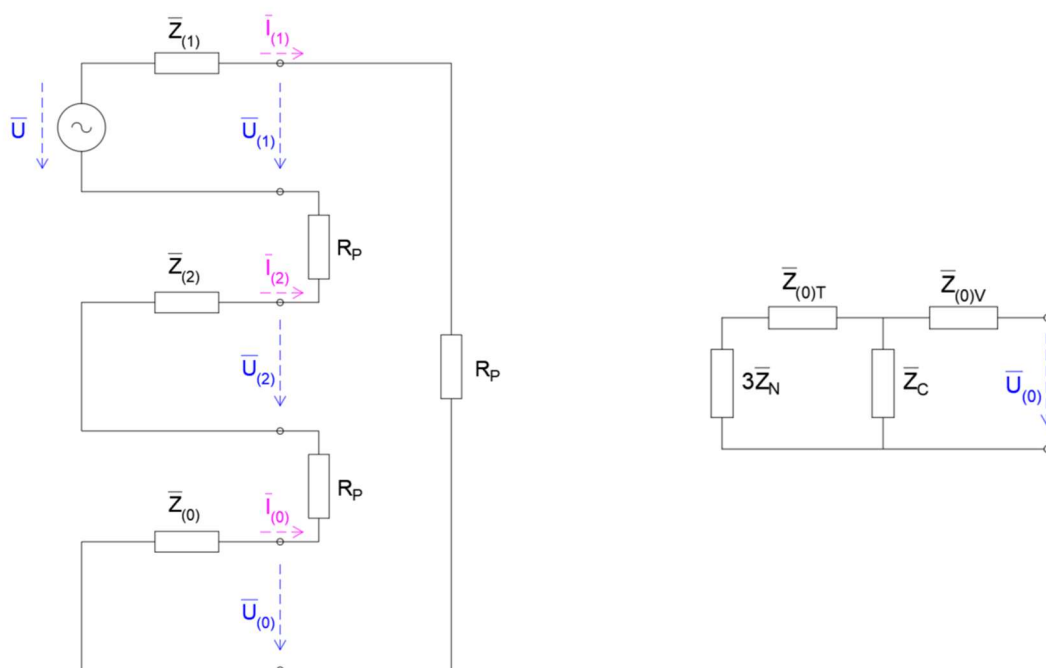 Z̅(1)
I̅(1)
U̅
U̅(1)
Z̅(2)
I̅(2)
RP
U̅(2)
RP
Z̅(0)
I̅(0)
RP
U̅(0)
Z̅(0)T
Z̅(0)V
3Z̅N
Z̅C
U̅(0)